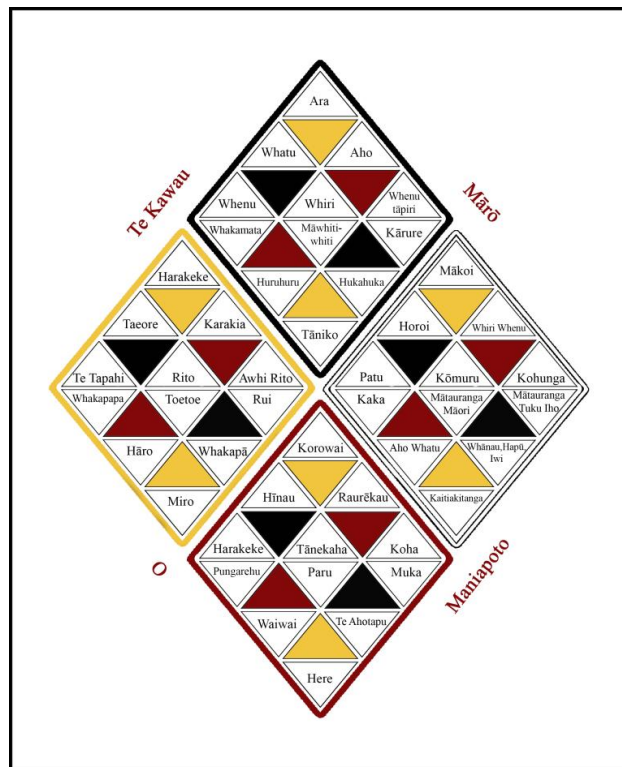 Te Kawau
Mārō
O
Maniapoto
Ara
Whatu
Aho
Whenu
Whiri
Whenu
tāpiri
Whakamata
Māwhiti-
whiti
Kārure
Huruhuru
Hukahuka
Tāniko
Harakeke
Taeore
Karakia
Te Tapahi
Rito
Awhi Rito
Whakapapa
Toetoe
Rui
Hāro
Whakapā
Miro
Mākoi
Horoi
Whiri Whenu
Patu
Kōmuru
Kohunga
Kaka
Mātauranga
Māori
Mātauranga
Tuku Iho
Aho Whatu
Whānau,Hapū,
Iwi
Kaitiakitanga
Korowai
Hīnau
Raurēkau
Harakeke
Tānekaha
Koha
Pungarehu
Paru
Muka
Waiwai
Te Ahotapu
Here